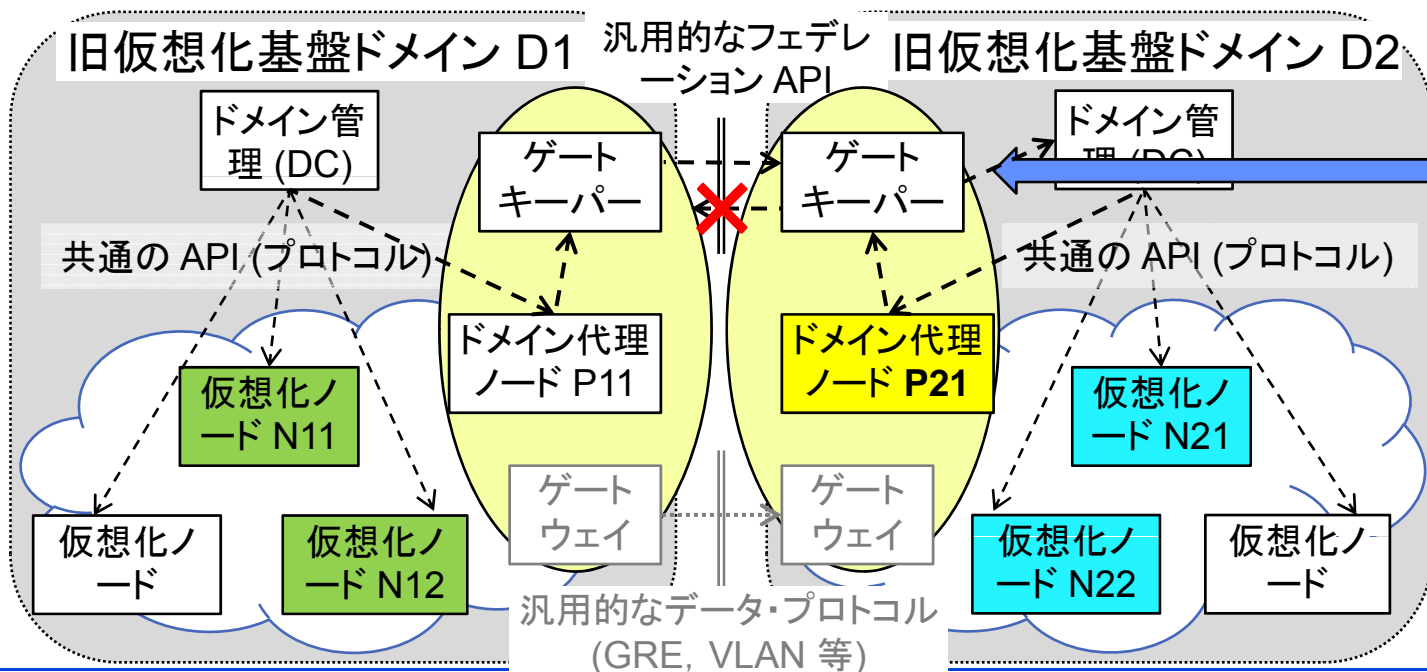 旧仮想化基盤ドメイン D1
汎用的なフェデレ
ーション API
旧仮想化基盤ドメイン D2
ドメイン管
理 (DC)
ゲート
キーパー
ゲート
キーパー
ドメイン管
理 (DC)
共通の API (プロトコル)
共通の API (プロトコル)
ドメイン代理
ノード P11
ドメイン代理
ノード P21
仮想化ノ
ード N11
仮想化ノ
ード N21
ゲート
ウェイ
ゲート
ウェイ
仮想化ノ
ード
仮想化ノ
ード N12
仮想化ノ
ード N22
仮想化ノ
ード
汎用的なデータ・プロトコル
(GRE, VLAN 等)